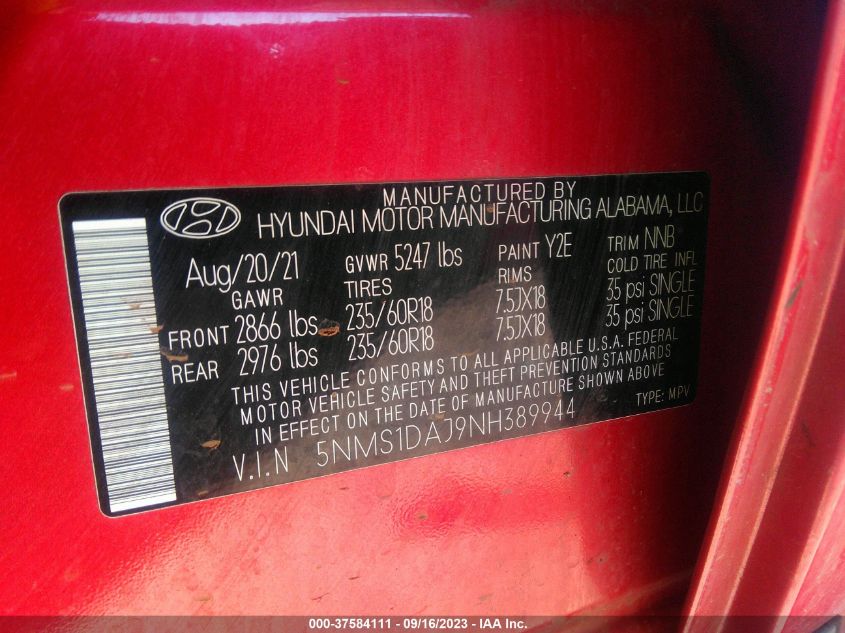 MANUFACTURED BY
HYUNDAI MOTOR MANUFACTURING ALABAMA, LLC
Aug/20/21 GVWR 5247 lbs PAINT Y2E TRIM NNB
GAWR TIRES RIMS COLD TIRE INFL
FRONT 2866 lbs 235/60R18 7.5JX18 35 psi SINGLE
REAR 2976 lbs 235/60R18 7.5JX18 35 psi SINGLE
THIS VEHICLE CONFORMS TO ALL APPLICABLE U.S.A. FEDERAL
MOTOR VEHICLE SAFETY AND THEFT PREVENTION STANDARDS
IN EFFECT ON THE DATE OF MANUFACTURE SHOWN ABOVE
V.I.N 5NMS1DAJ9NH389944 TYPE: MPV
000-37584111 - 09/16/2023 - IAA Inc.